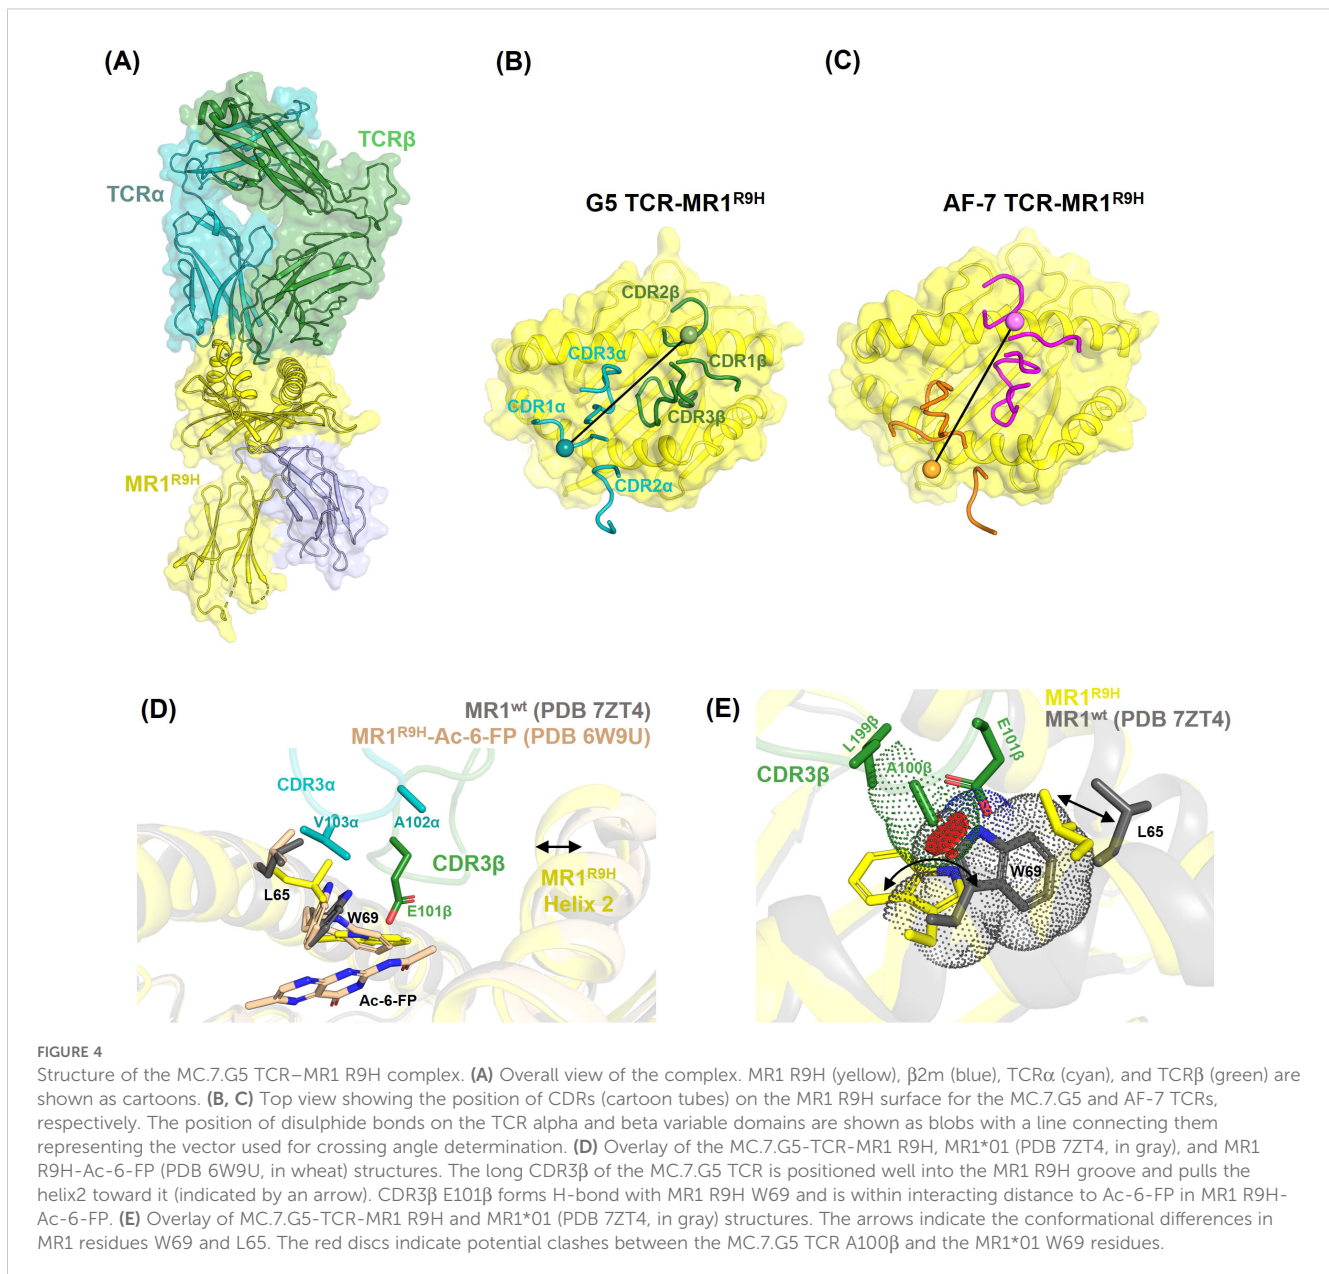 (A)
TCRβ
TCRα
MR1R9H
(B)
G5 TCR-MR1R9H
CDR2β
CDR3α
CDR1β
CDR1α
CDR3β
CDR2α
(C)
AF-7 TCR-MR1R9H
(D)
MR1wt (PDB 7ZT4)
MR1R9H-Ac-6-FP (PDB 6W9U)
CDR3α
V103α
A102α
CDR3β
L65
MR1R9H
Helix 2
W69
E101β
Ac-6-FP
(E)
MR1R9H
MR1wt (PDB 7ZT4)
L199β
E101β
A100β
CDR3β
L65
W69
FIGURE 4
Structure of the MC.7.G5 TCR–MR1 R9H complex. (A) Overall view of the complex. MR1 R9H (yellow), β2m (blue), TCRα (cyan), and TCRβ (green) are
shown as cartoons. (B, C) Top view showing the position of CDRs (cartoon tubes) on the MR1 R9H surface for the MC.7.G5 and AF-7 TCRs,
respectively. The position of disulphide bonds on the TCR alpha and beta variable domains are shown as blobs with a line connecting them
representing the vector used for crossing angle determination. (D) Overlay of the MC.7.G5-TCR-MR1 R9H, MR1*01 (PDB 7ZT4, in gray), and MR1
R9H-Ac-6-FP (PDB 6W9U, in wheat) structures. The long CDR3β of the MC.7.G5 TCR is positioned well into the MR1 R9H groove and pulls the
helix2 toward it (indicated by an arrow). CDR3β E101β forms H-bond with MR1 R9H W69 and is within interacting distance to Ac-6-FP in MR1 R9H-
Ac-6-FP. (E) Overlay of MC.7.G5-TCR-MR1 R9H and MR1*01 (PDB 7ZT4, in gray) structures. The arrows indicate the conformational differences in
MR1 residues W69 and L65. The red discs indicate potential clashes between the MC.7.G5 TCR A100β and the MR1*01 W69 residues.